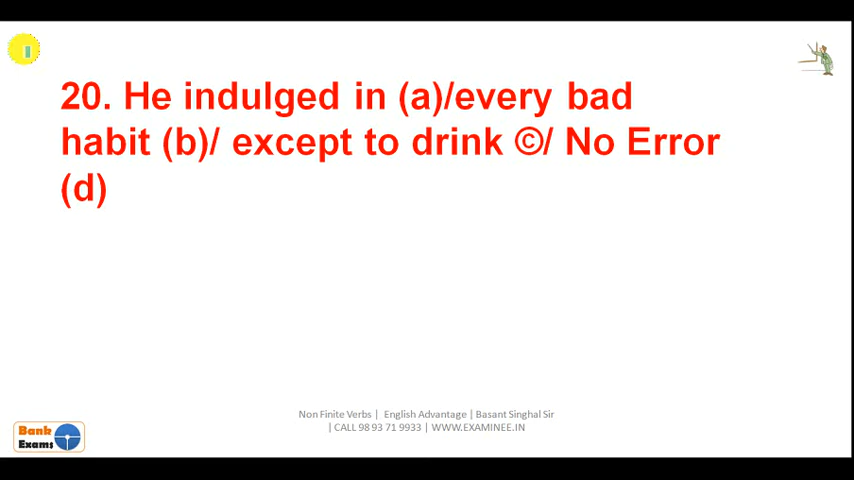 20. He indulged in (a)/every bad
habit (b)/ except to drink ©/ No Error
(d)
Non Finite Verbs | English Advantage | Basant Singhal Sir
| CALL 98 93 71 9933 | WWW.EXAMINEE.IN
Bank
Exams